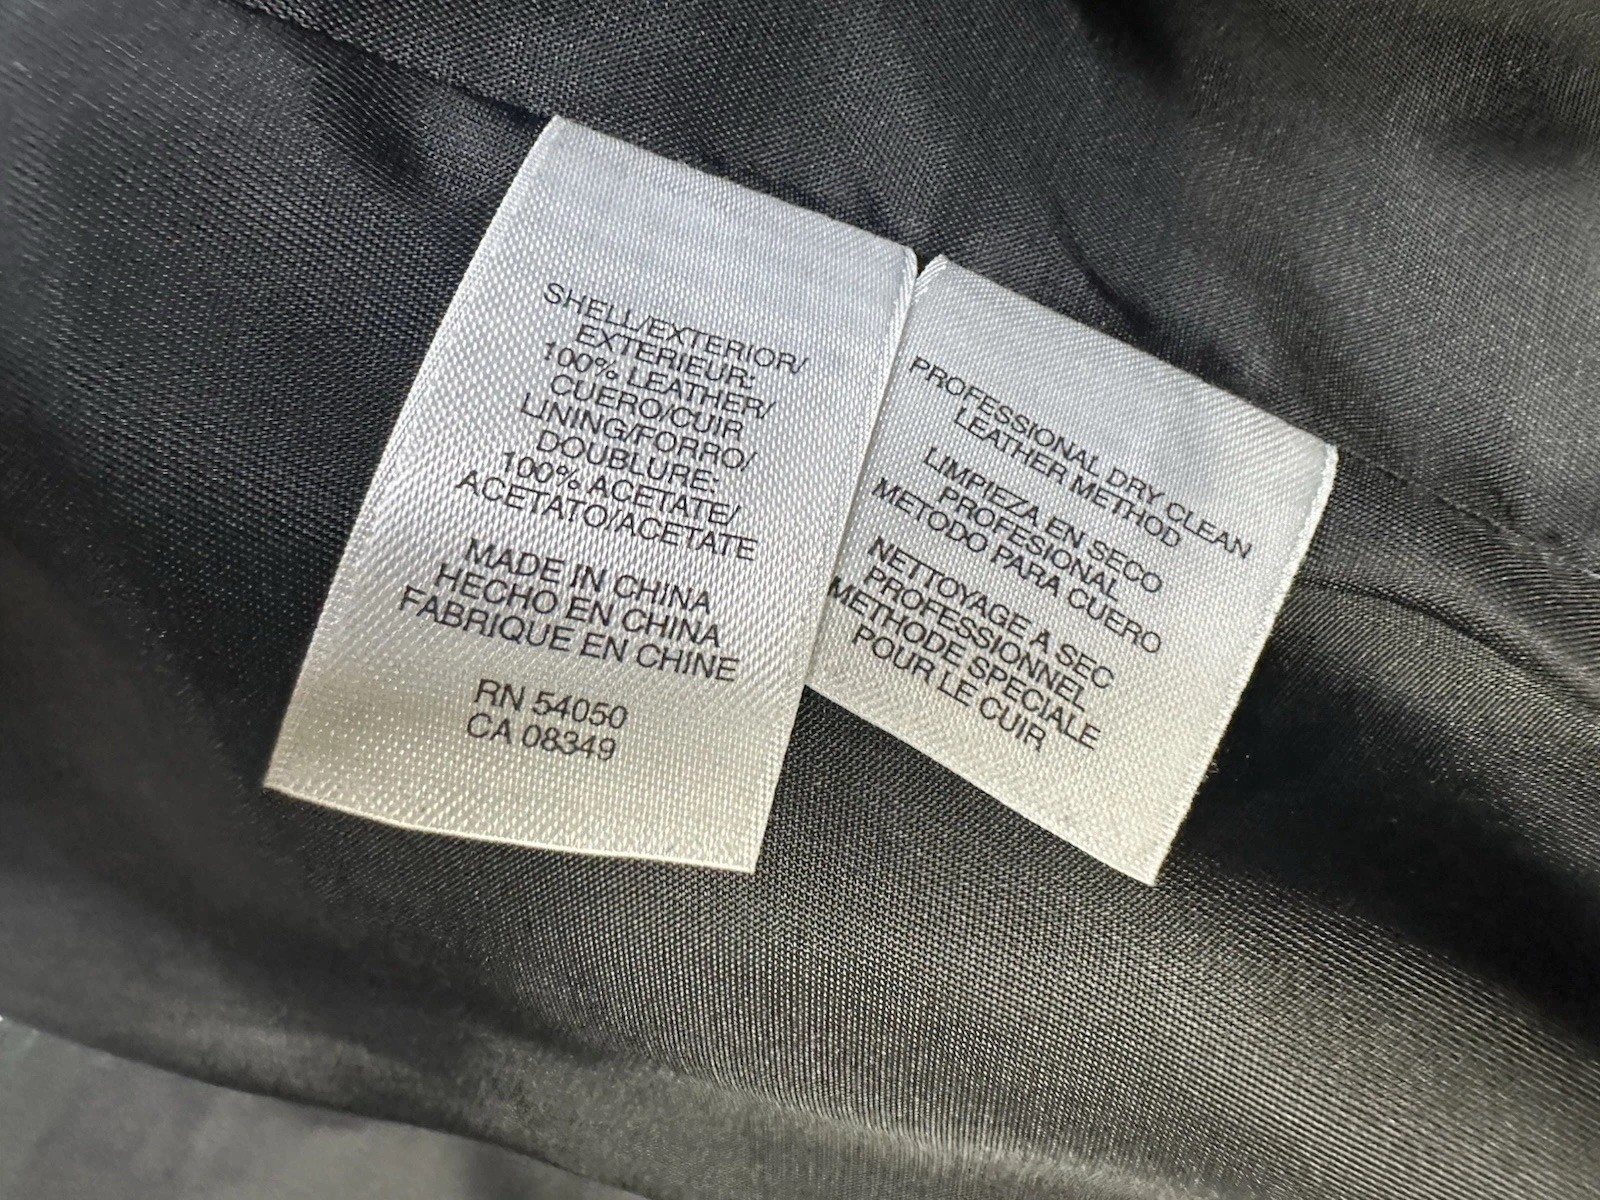 SHELL/EXTERIOR/
EXTERIEUR:
100% LEATHER/
CUERO/CUIR
LINING/FORRO/
DOUBLURE:
100% ACETATE/
ACETATO/ACETATE
MADE IN CHINA
HECHO EN CHINA
FABRIQUE EN CHINE
RN 54050
CA 08349
PROFESSIONAL DRY CLEAN
LEATHER METHOD
LIMPIEZA EN SECO
PROFESIONAL
METODO PARA CUERO
NETTOYAGE A SEC
PROFESSIONNEL
METHODE SPECIALE
POUR LE CUIR